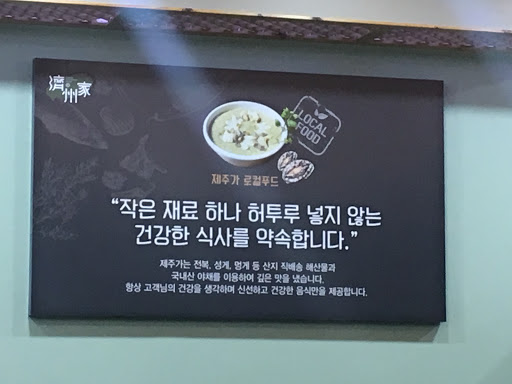 濟州家
LOCAL
FOOD
제주가 로컬푸드
“작은 재료 하나 허투루 넣지 않는
건강한 식사를 약속합니다.”
제주가는 전복, 성게, 멍게 등 산지 직배송 해산물과
국내산 야채를 이용하여 깊은 맛을 냈습니다.
항상 고객님의 건강을 생각하며 신선하고 건강한 음식만을 제공합니다.